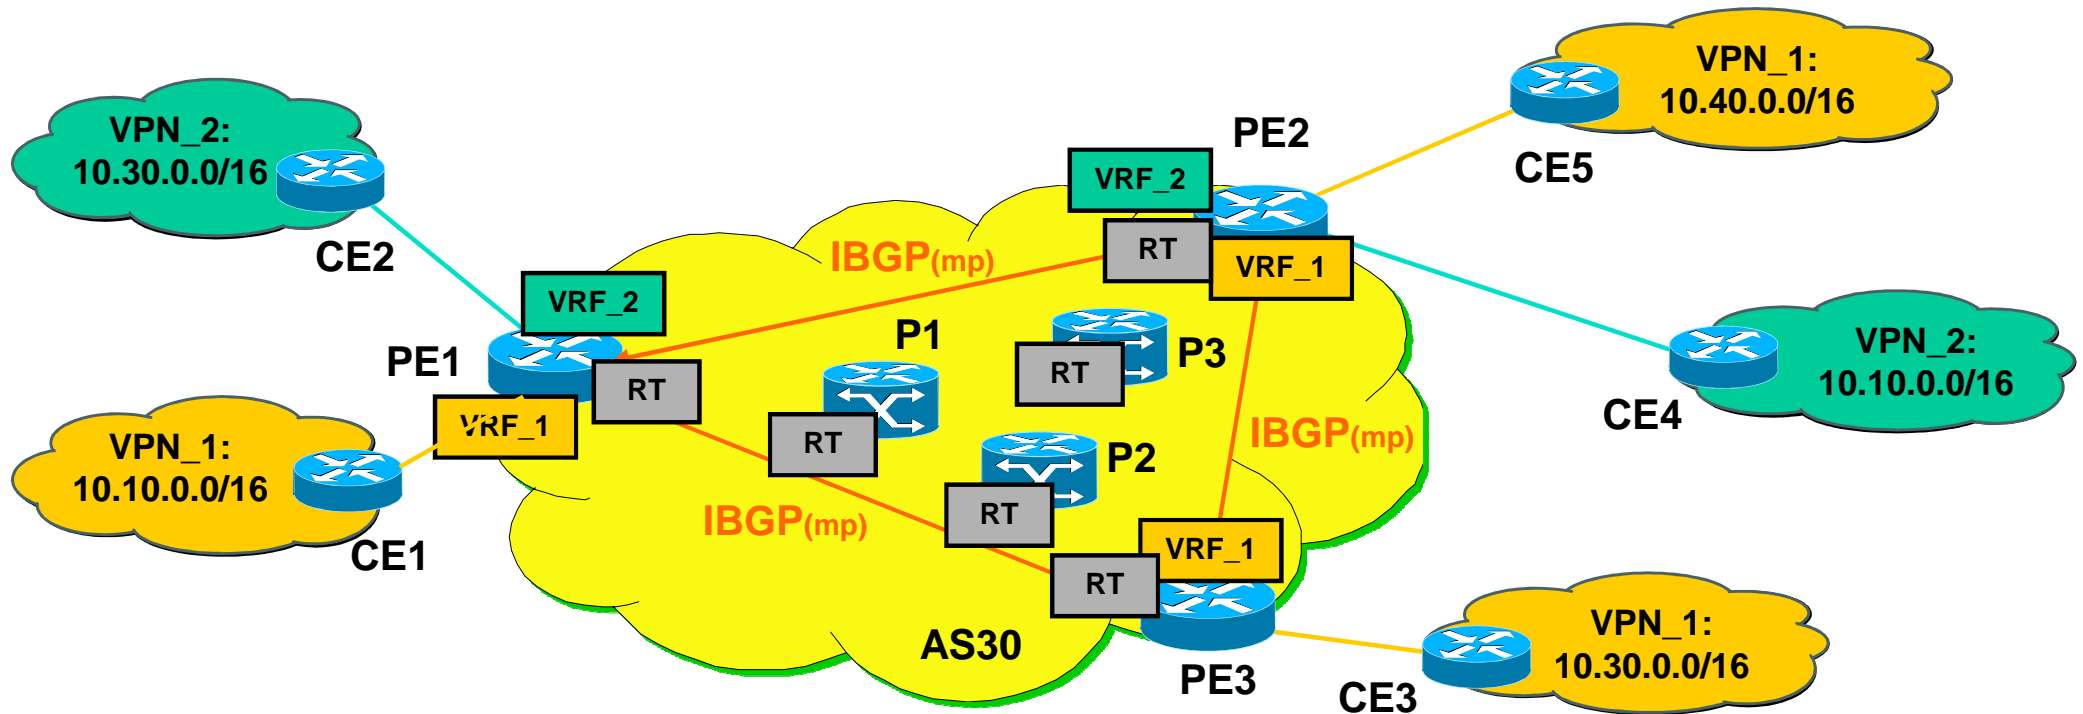 VPN_1:
10.40.0.0/16
PE2
CE5
VPN_2:
10.30.0.0/16
CE2
VRF_2
RT
VRF_1
IBGP(mp)
VRF_2
PE1
RT
VRF_1
P1
RT
P3
RT
P2
RT
IBGP(mp)
IBGP(mp)
VPN_2:
10.10.0.0/16
CE4
VPN_1:
10.10.0.0/16
CE1
VRF_1
RT
AS30
PE3
VPN_1:
10.30.0.0/16
CE3